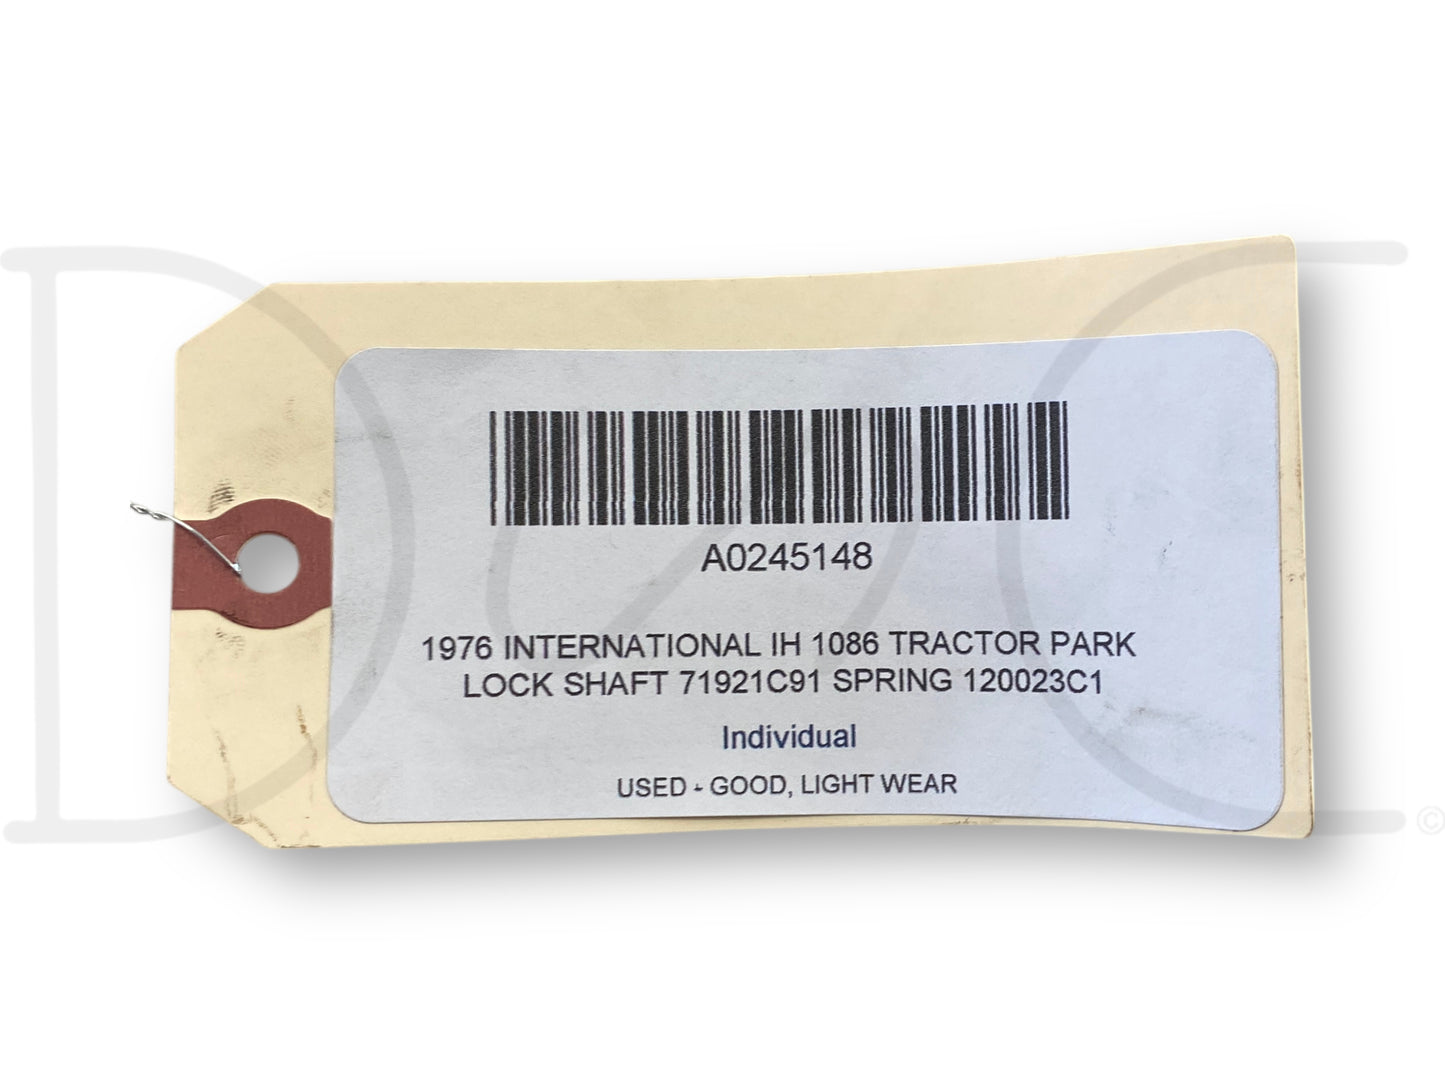 A0245148
1976 INTERNATIONAL IH 1086 TRACTOR PARK
LOCK SHAFT 71921C91 SPRING 120023C1
Individual
USED - GOOD, LIGHT WEAR
©